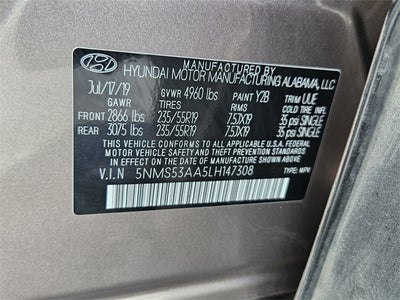 MANUFACTURED BY
HYUNDAI MOTOR MANUFACTURING ALABAMA, LLC
Jul/17/19 GVWR 4960 lbs PAINT Y2B TRIM UUE
GAWR TIRES RIMS COLD TIRE INFL.
FRONT 2866 lbs 235/55R19 7.5JX19 35 psi SINGLE
REAR 3075 lbs 235/55R19 7.5JX19 35 psi SINGLE
THIS VEHICLE CONFORMS TO ALL APPLICABLE U.S.A. FEDERAL
MOTOR VEHICLE SAFETY, BUMPER, AND THEFT PREVENTION
STANDARDS IN EFFECT ON THE DATE OF MANUFACTURE SHOWN ABOVE.
V.I.N 5NMS53AA5LH147308 TYPE: MPV